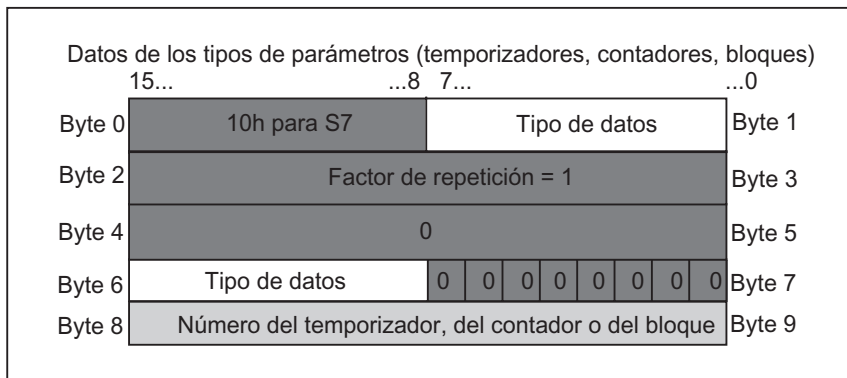 Datos de los tipos de parámetros (temporizadores, contadores, bloques)
15... ...8 7... ...0
Byte 0 10h para S7 Tipo de datos Byte 1
Byte 2 Factor de repetición = 1 Byte 3
Byte 4 0 Byte 5
Byte 6 Tipo de datos 0 0 0 0 0 0 0 0 Byte 7
Byte 8 Número del temporizador, del contador o del bloque Byte 9